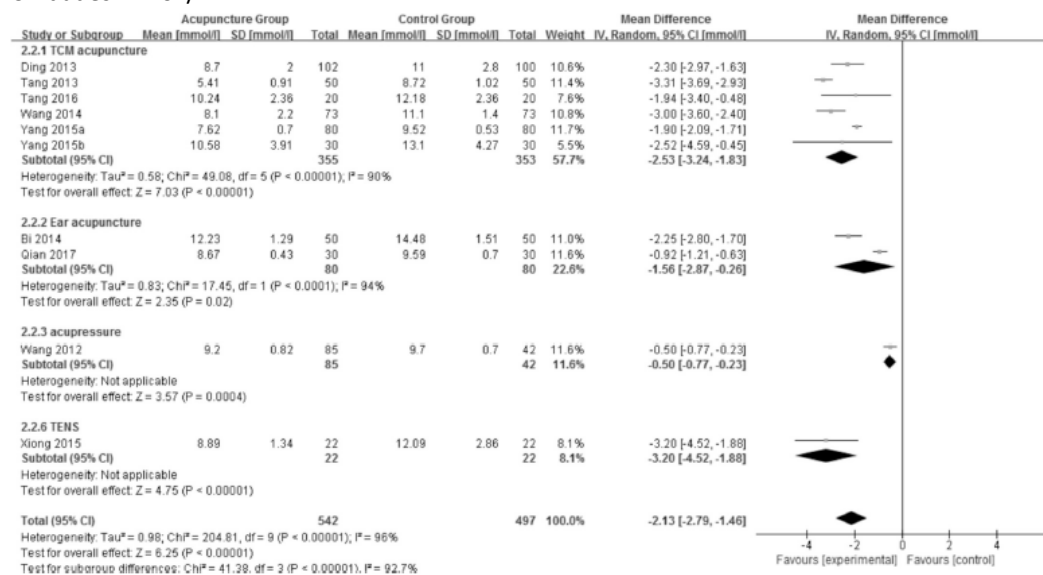 Acupuncture Group Control Group Mean Difference Mean Difference
Study or Subgroup Mean [mmol/l] SD [mmol/l] Total Mean [mmol/l] SD [mmol/l] Total Weight IV, Random, 95% CI [mmol/l] IV, Random, 95% CI [mmol/l]
2.2.1 TCM acupuncture
Ding 2013 8.7 2 102 11 2.8 100 10.6% -2.30 [-2.97, -1.63]
Tang 2013 5.41 0.91 50 8.72 1.02 50 11.4% -3.31 [-3.69, -2.93]
Tang 2016 10.24 2.36 20 12.18 2.36 20 7.6% -1.94 [-3.40, -0.48]
Wang 2014 8.1 2.2 73 11.1 1.4 73 10.8% -3.00 [-3.60, -2.40]
Yang 2015a 7.62 0.7 80 9.52 0.53 80 11.7% -1.90 [-2.09, -1.71]
Yang 2015b 10.58 3.91 30 13.1 4.27 30 5.5% -2.52 [-4.59, -0.45]
Subtotal (95% CI) 355 353 57.7% -2.53 [-3.24, -1.83]
Heterogeneity: Tau² = 0.58; Chi² = 49.08, df = 5 (P < 0.00001); I² = 90%
Test for overall effect: Z = 7.03 (P < 0.00001)
2.2.2 Ear acupuncture
Bi 2014 12.23 1.29 50 14.48 1.51 50 11.0% -2.25 [-2.80, -1.70]
Qian 2017 8.67 0.43 30 9.59 0.7 30 11.6% -0.92 [-1.21, -0.63]
Subtotal (95% CI) 80 80 22.6% -1.56 [-2.87, -0.26]
Heterogeneity: Tau² = 0.83; Chi² = 17.45, df = 1 (P < 0.0001); I² = 94%
Test for overall effect: Z = 2.35 (P = 0.02)
2.2.3 acupressure
Wang 2012 9.2 0.82 85 9.7 0.7 42 11.6% -0.50 [-0.77, -0.23]
Subtotal (95% CI) 85 42 11.6% -0.50 [-0.77, -0.23]
Heterogeneity: Not applicable
Test for overall effect: Z = 3.57 (P = 0.0004)
2.2.6 TENS
Xiong 2015 8.89 1.34 22 12.09 2.86 22 8.1% -3.20 [-4.52, -1.88]
Subtotal (95% CI) 22 22 8.1% -3.20 [-4.52, -1.88]
Heterogeneity: Not applicable
Test for overall effect: Z = 4.75 (P < 0.00001)
Total (95% CI) 542 497 100.0% -2.13 [-2.79, -1.46]
Heterogeneity: Tau² = 0.98; Chi² = 204.81, df = 9 (P < 0.00001); I² = 96%
Test for overall effect: Z = 6.25 (P < 0.00001)
Test for subgroup differences: Chi² = 41.38, df = 3 (P < 0.00001), I² = 92.7%
-4 -2 0 2 4
Favours [experimental] Favours [control]